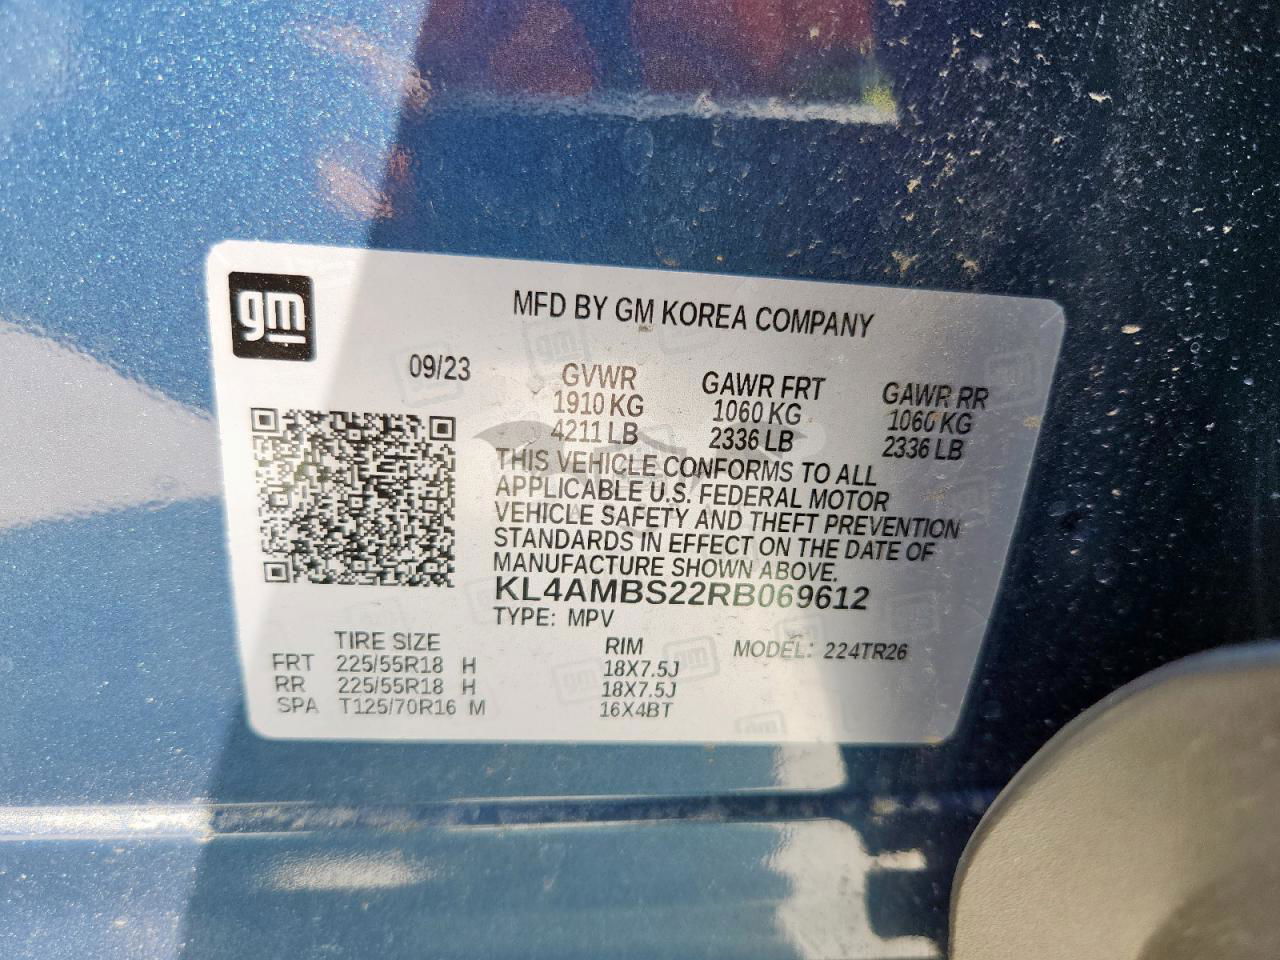 gm
MFD BY GM KOREA COMPANY
09/23
GVWR GAWR FRT GAWR RR
1910 KG 1060 KG 1060 KG
4211 LB 2336 LB 2336 LB
THIS VEHICLE CONFORMS TO ALL
APPLICABLE U.S. FEDERAL MOTOR
VEHICLE SAFETY AND THEFT PREVENTION
STANDARDS IN EFFECT ON THE DATE OF
MANUFACTURE SHOWN ABOVE.
KL4AMBS22RB069612
TYPE: MPV
TIRE SIZE RIM MODEL: 224TR26
FRT 225/55R18 H 18X7.5J
RR 225/55R18 H 18X7.5J
SPA T125/70R16 M 16X4BT